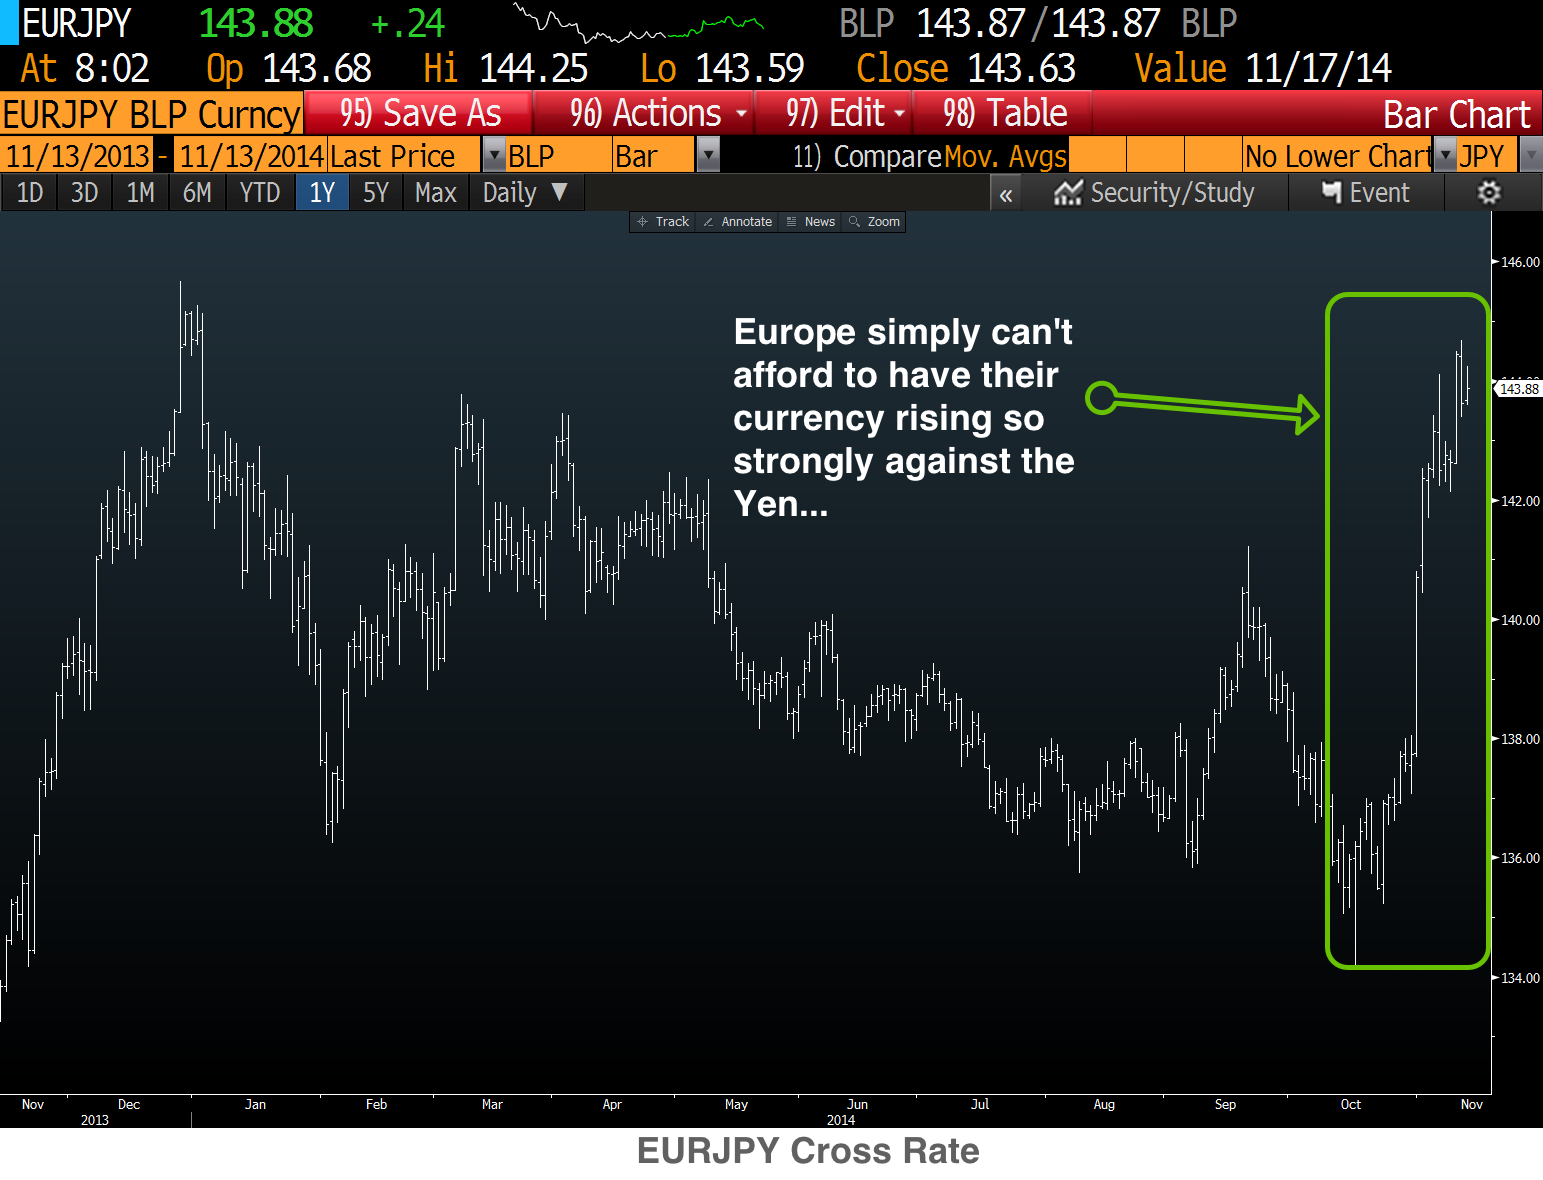 EURJPY 143.88 +.24 BLP 143.87/143.87 BLP
At 8:02 Op 143.68 Hi 144.25 Lo 143.59 Close 143.63 Value 11/17/14
EURJPY BLP Curncy 95) Save As 96) Actions 97) Edit 98) Table Bar Chart
11/13/2013 - 11/13/2014 Last Price BLP Bar 11) Compare Mov. Avgs No Lower Chart JPY
1D 3D 1M 6M YTD 1Y 5Y Max Daily ▼ « Security/Study Event
Track Annotate News Zoom
146.00
Europe simply can't
afford to have their
currency rising so
strongly against the
Yen...
143.88
142.00
140.00
138.00
136.00
134.00
Nov Dec Jan Feb Mar Apr May Jun Jul Aug Sep Oct Nov
2013 2014
EURJPY Cross Rate